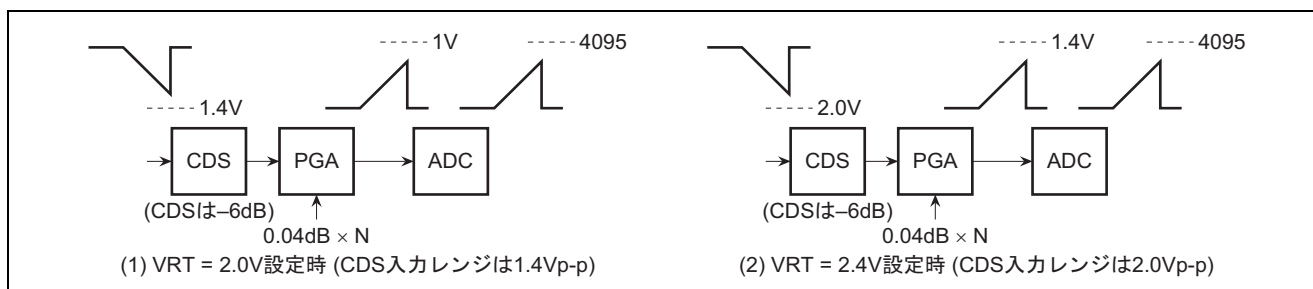 1V
4095
1.4V
CDS
PGA
ADC
(CDSは–6dB)
0.04dB × N
(1) VRT = 2.0V設定時 (CDS入力レンジは1.4Vp-p)
1.4V
4095
2.0V
CDS
PGA
ADC
(CDSは–6dB)
0.04dB × N
(2) VRT = 2.4V設定時 (CDS入力レンジは2.0Vp-p)